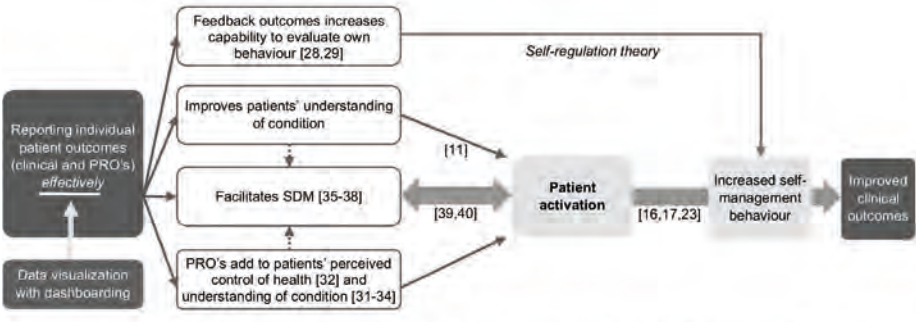 Feedback outcomes increases
capability to evaluate own
behaviour [28,29]
Self-regulation theory
Reporting individual
patient outcomes
(clinical and PRO's)
effectively
Improves patients' understanding
of condition
[11]
Facilitates SDM [35-38]
[39,40]
Patient
activation
[16,17,23]
Increased self-
management
behaviour
Improved
clinical
outcomes
Data visualization
with dashboarding
PRO's add to patients' perceived
control of health [32] and
understanding of condition [31-34]